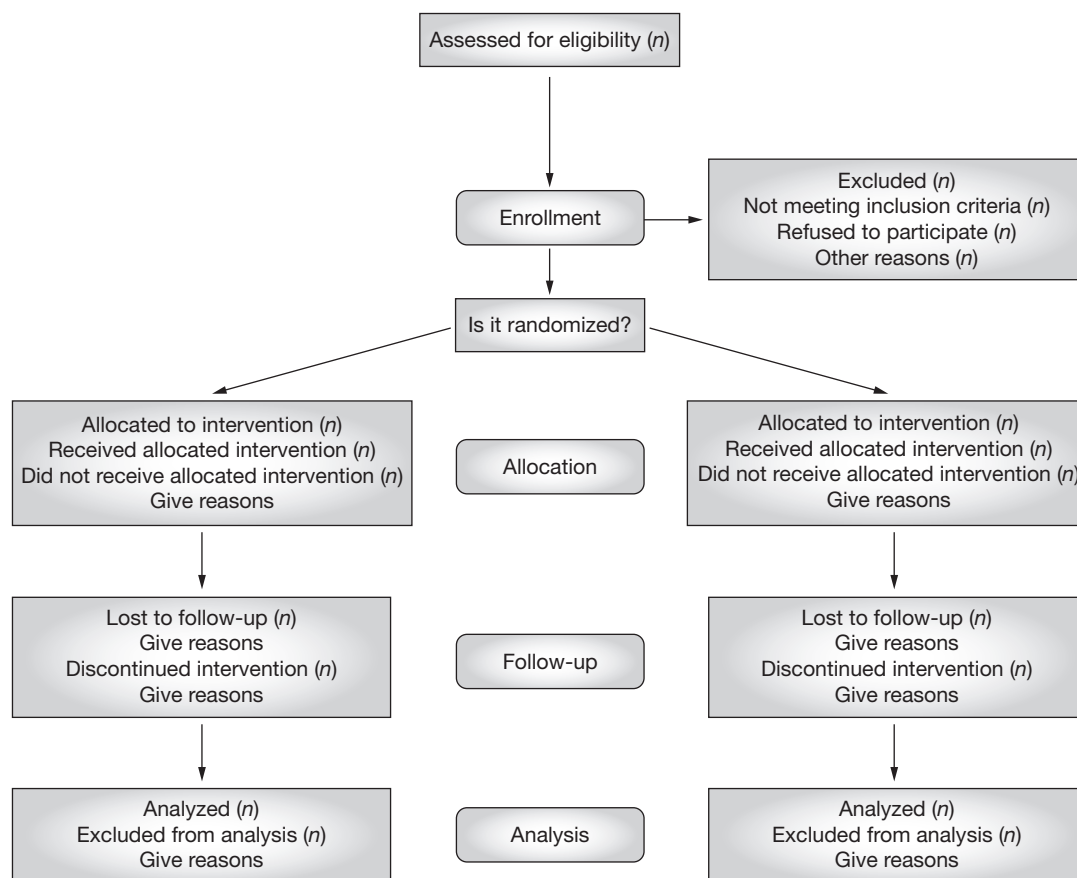 Assessed for eligibility (n)
Enrollment
Excluded (n)
Not meeting inclusion criteria (n)
Refused to participate (n)
Other reasons (n)
Is it randomized?
Allocated to intervention (n)
Received allocated intervention (n)
Did not receive allocated intervention (n)
Give reasons
Allocation
Allocated to intervention (n)
Received allocated intervention (n)
Did not receive allocated intervention (n)
Give reasons
Lost to follow-up (n)
Give reasons
Discontinued intervention (n)
Give reasons
Follow-up
Lost to follow-up (n)
Give reasons
Discontinued intervention (n)
Give reasons
Analyzed (n)
Excluded from analysis (n)
Give reasons
Analysis
Analyzed (n)
Excluded from analysis (n)
Give reasons